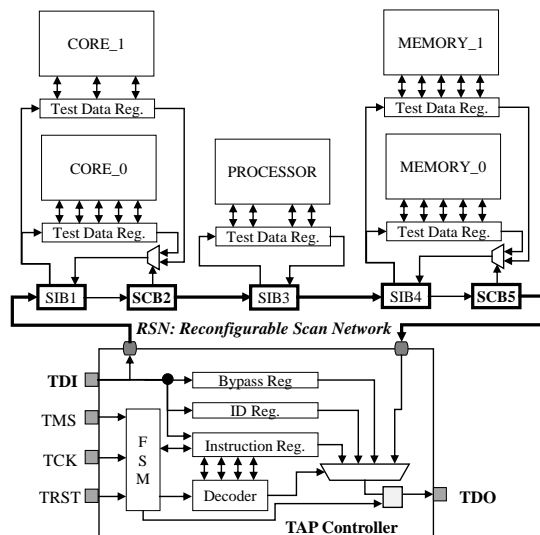 CORE_1
MEMORY_1
Test Data Reg.
Test Data Reg.
CORE_0
PROCESSOR
MEMORY_0
Test Data Reg.
Test Data Reg.
Test Data Reg.
SIB1
SCB2
SIB3
SIB4
SCB5
RSN: Reconfigurable Scan Network
TDI
TMS
TCK
TRST
FSM
Bypass Reg
ID Reg.
Instruction Reg.
Decoder
TDO
TAP Controller